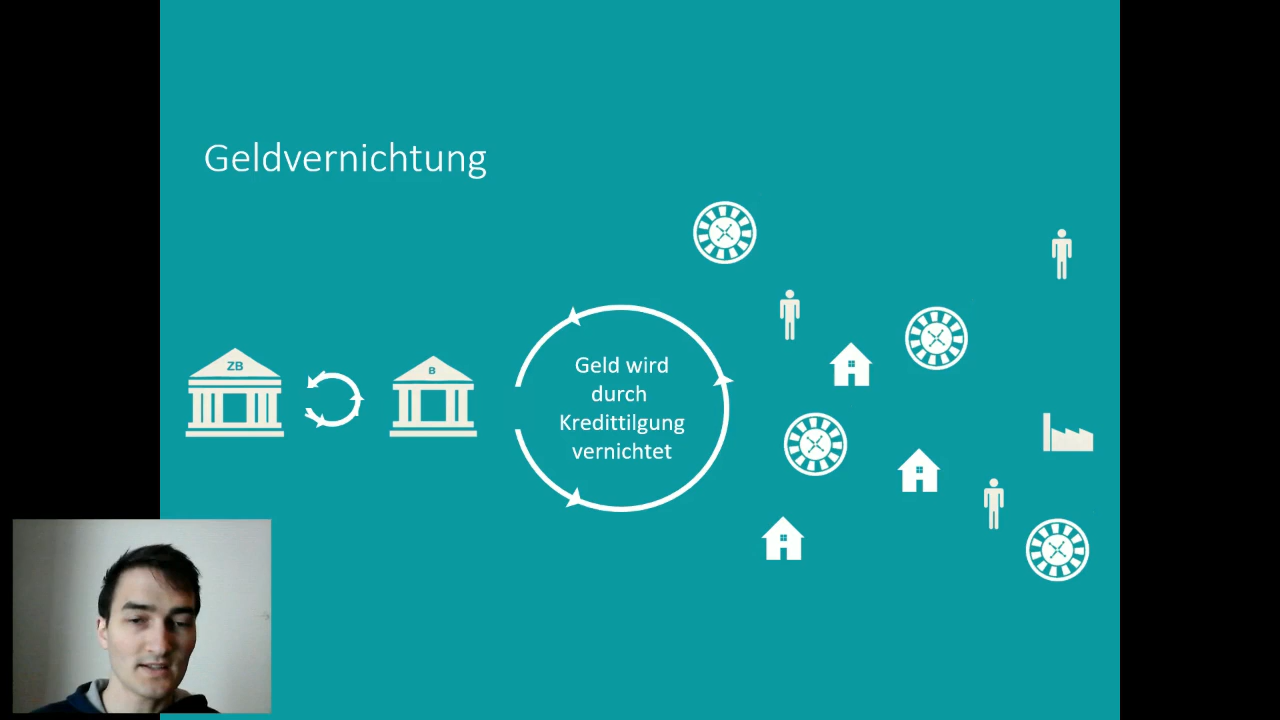 Geldvernichtung
ZB
B
Geld wird
durch
Kredittilgung
vernichtet